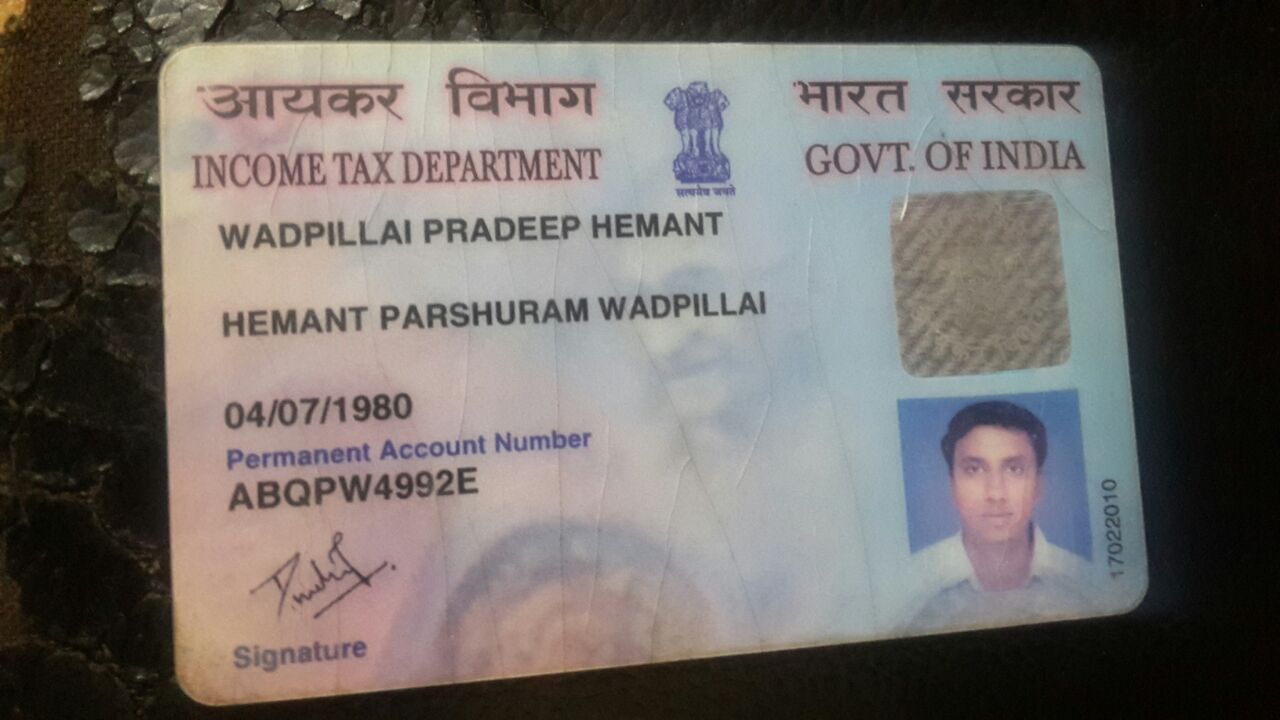 आयकर विभाग
INCOME TAX DEPARTMENT
सत्यमेव जयते
भारत सरकार
GOVT. OF INDIA
WADPILLAI PRADEEP HEMANT
HEMANT PARSHURAM WADPILLAI
04/07/1980
Permanent Account Number
ABQPW4992E
Signature
17022010